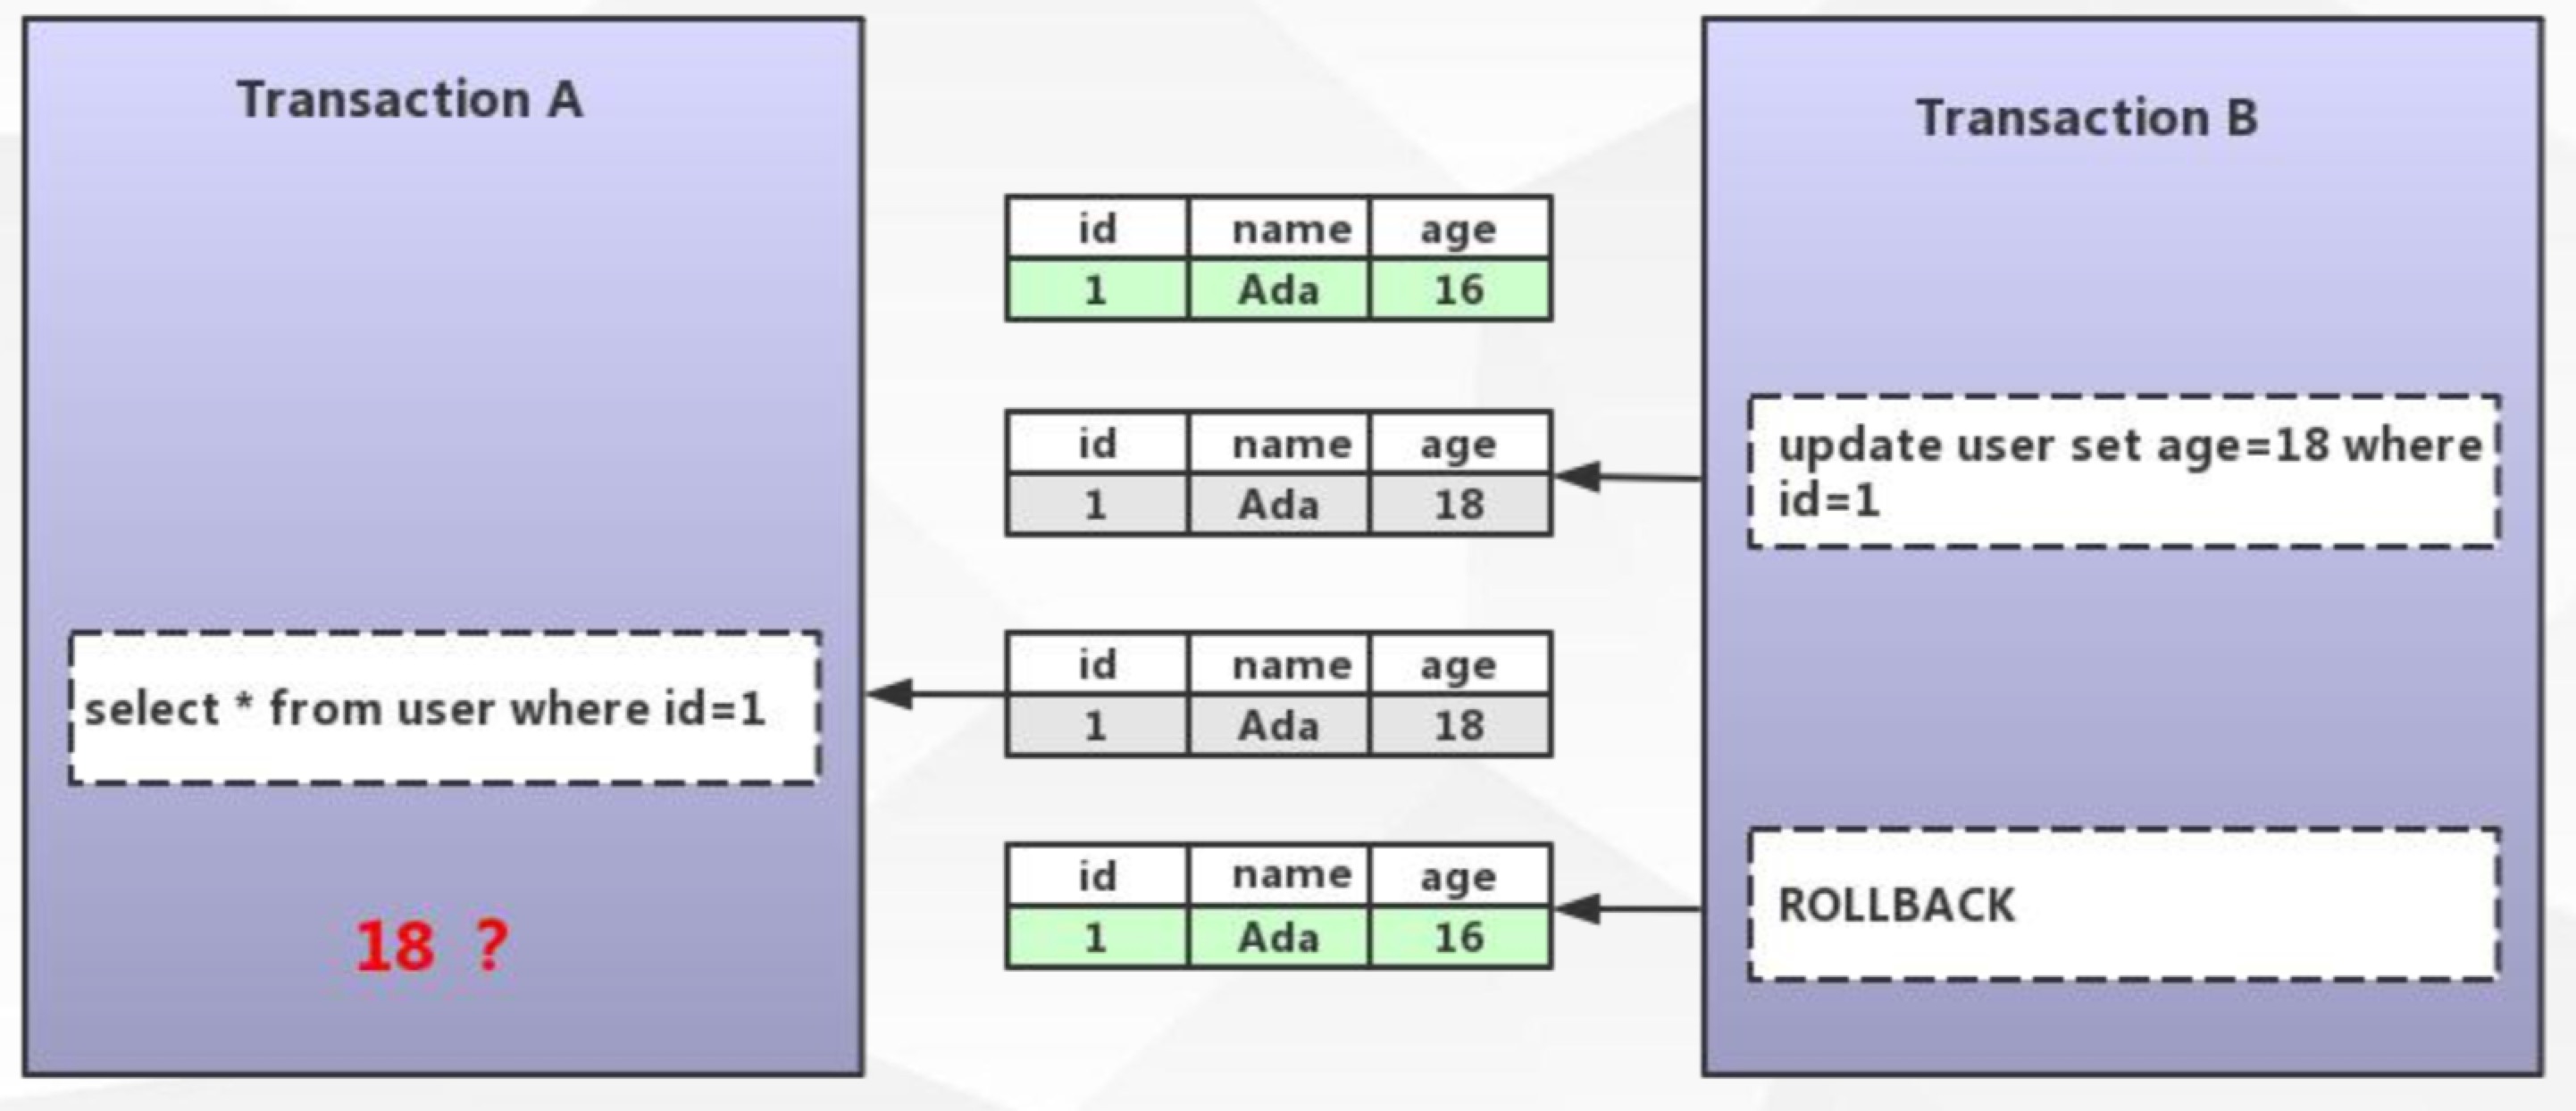 Transaction A
Transaction B
id name age
1 Ada 16
update user set age=18 where
id=1
id name age
1 Ada 18
select * from user where id=1
id name age
1 Ada 18
18 ?
id name age
1 Ada 16
ROLLBACK